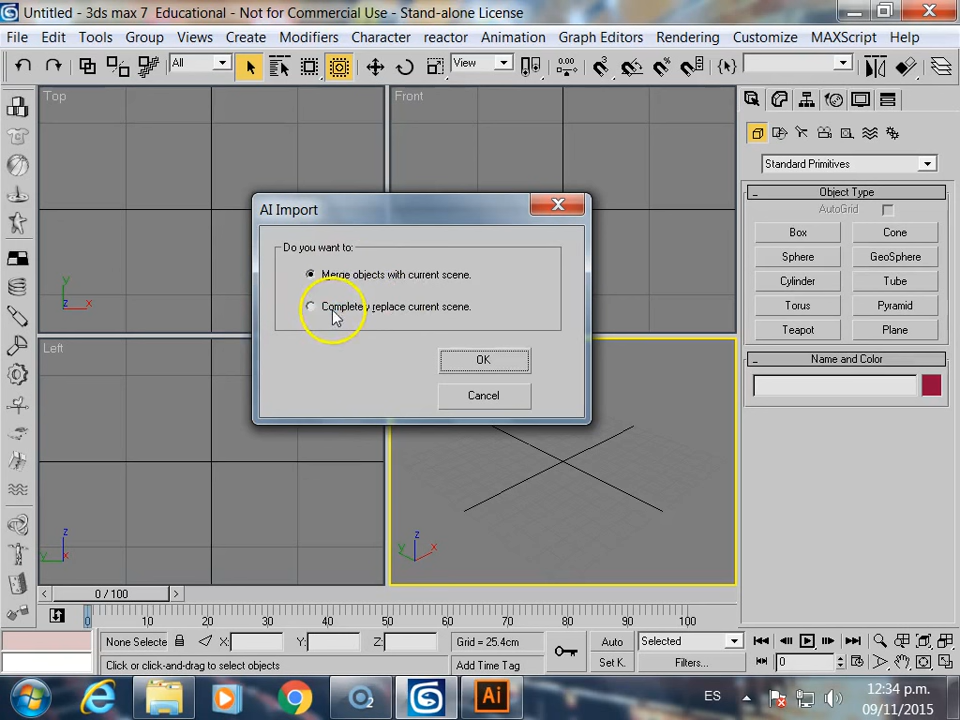 Untitled - 3ds max 7 Educational - Not for Commercial Use - Stand-alone License
File Edit Tools Group Views Create Modifiers Character reactor Animation Graph Editors Rendering Customize MAXScript Help
All View
Top Front
Standard Primitives
Object Type
AutoGrid
Box Cone
Sphere GeoSphere
Cylinder Tube
Torus Pyramid
Teapot Plane
Name and Color
AI Import
Do you want to:
Merge objects with current scene.
Completely replace current scene.
OK
Cancel
Left
y x z
z x y
z y x
z y x
0 / 100
0 10 20 30 40 50 60 70 80 90 100
None Selecte X: Y: Z: Grid = 25.4cm Auto Selected
Click or click-and-drag to select objects Add Time Tag Set K. Filters... 0
Ai ES 12:34 p.m.
09/11/2015